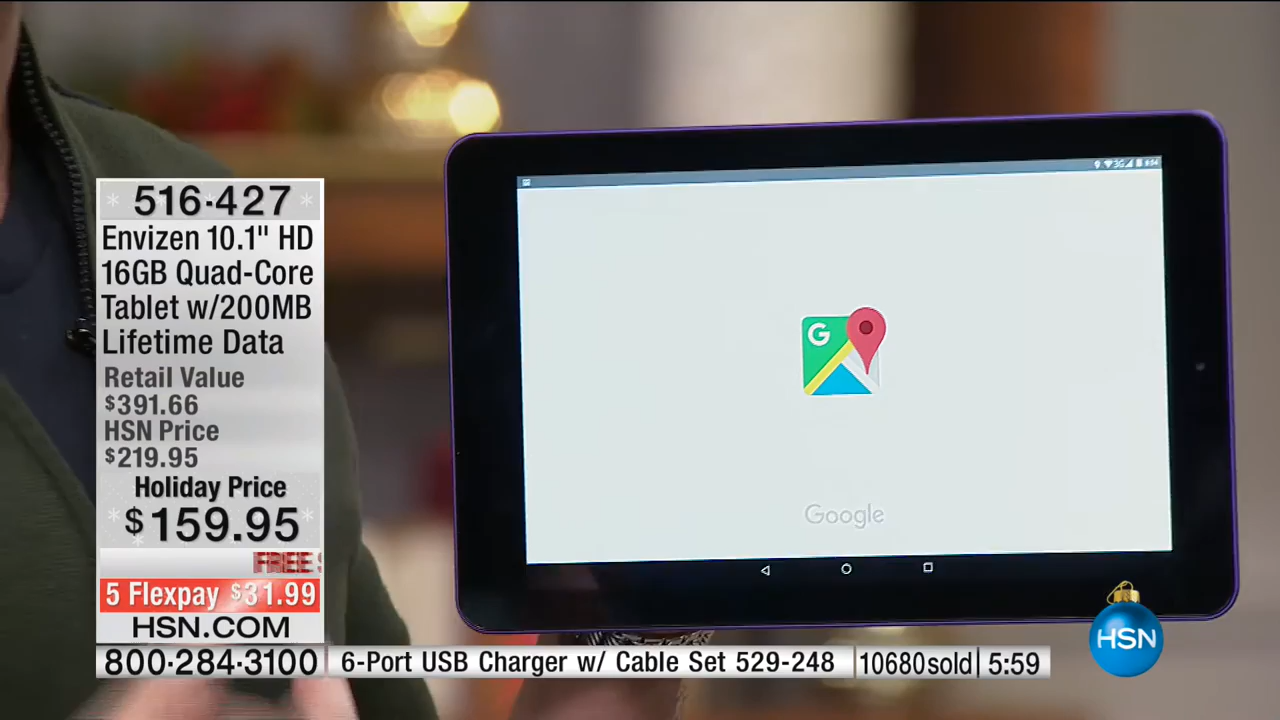 516-427
Envizen 10.1" HD
16GB Quad-Core
Tablet w/200MB
Lifetime Data
Retail Value
$391.66
HSN Price
$219.95
Holiday Price
$159.95
FREE
5 Flexpay $31.99
HSN.COM
800-284-3100
6-Port USB Charger w/ Cable Set 529-248
10680sold
5:59
3G
G
Google
HSN